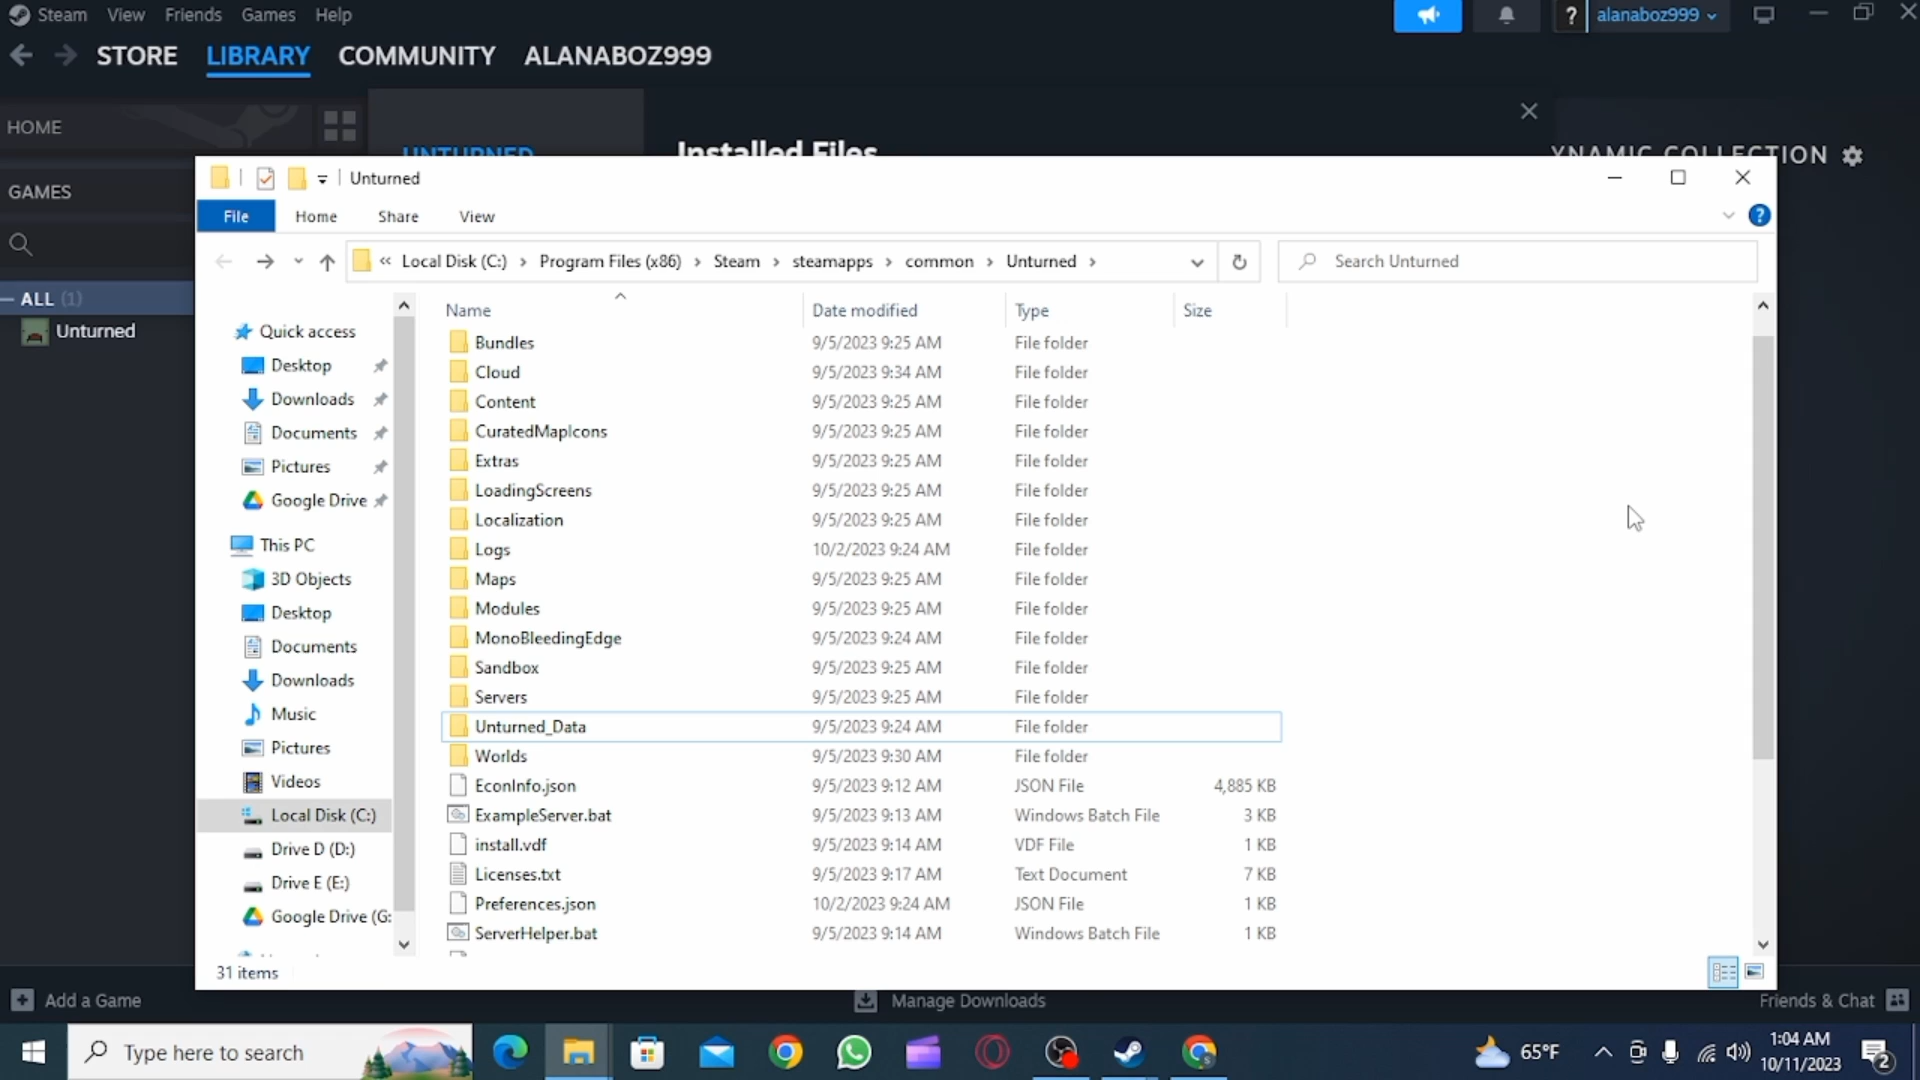 Steam View Friends Games Help
? alanaboz999
STORE LIBRARY COMMUNITY ALANABOZ999
HOME
UNTURNED
Installed Files
YNAMIC COLLECTION
GAMES
ALL (1)
Unturned
Unturned
File Home Share View
?
« Local Disk (C:) › Program Files (x86) › Steam › steamapps › common › Unturned ›
Search Unturned
Quick access
Desktop
Downloads
Documents
Pictures
Google Drive
This PC
3D Objects
Desktop
Documents
Downloads
Music
Pictures
Videos
Local Disk (C:)
Drive D (D:)
Drive E (E:)
Google Drive (G:
Name Date modified Type Size
Bundles 9/5/2023 9:25 AM File folder
Cloud 9/5/2023 9:34 AM File folder
Content 9/5/2023 9:25 AM File folder
CuratedMapIcons 9/5/2023 9:25 AM File folder
Extras 9/5/2023 9:25 AM File folder
LoadingScreens 9/5/2023 9:25 AM File folder
Localization 9/5/2023 9:25 AM File folder
Logs 10/2/2023 9:24 AM File folder
Maps 9/5/2023 9:25 AM File folder
Modules 9/5/2023 9:25 AM File folder
MonoBleedingEdge 9/5/2023 9:24 AM File folder
Sandbox 9/5/2023 9:25 AM File folder
Servers 9/5/2023 9:25 AM File folder
Unturned_Data 9/5/2023 9:24 AM File folder
Worlds 9/5/2023 9:30 AM File folder
EconInfo.json 9/5/2023 9:12 AM JSON File 4,885 KB
ExampleServer.bat 9/5/2023 9:13 AM Windows Batch File 3 KB
install.vdf 9/5/2023 9:14 AM VDF File 1 KB
Licenses.txt 9/5/2023 9:17 AM Text Document 7 KB
Preferences.json 10/2/2023 9:24 AM JSON File 1 KB
ServerHelper.bat 9/5/2023 9:14 AM Windows Batch File 1 KB
31 items
Add a Game
Manage Downloads
Friends & Chat
Type here to search
65°F
1:04 AM
10/11/2023
2